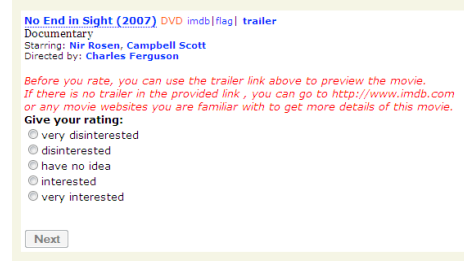 No End in Sight (2007) DVD imdb|flag| trailer
Documentary
Starring: Nir Rosen, Campbell Scott
Directed by: Charles Ferguson
Before you rate, you can use the trailer link above to preview the movie.
If there is no trailer in the provided link , you can go to http://www.imdb.com
or any movie websites you are familiar with to get more details of this movie.
Give your rating:
very disinterested
disinterested
have no idea
interested
very interested
Next